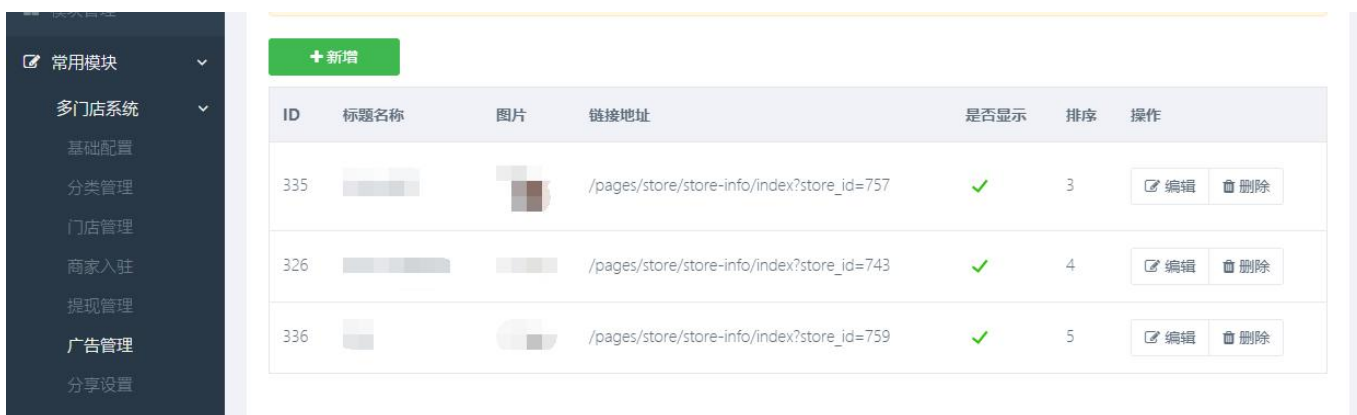 模块管理
常用模块
多门店系统
基础配置
分类管理
门店管理
商家入驻
提现管理
广告管理
分享设置
新增
ID 标题名称 图片 链接地址 是否显示 排序 操作
335 /pages/store/store-info/index?store_id=757 3 编辑 删除
326 /pages/store/store-info/index?store_id=743 4 编辑 删除
336 /pages/store/store-info/index?store_id=759 5 编辑 删除